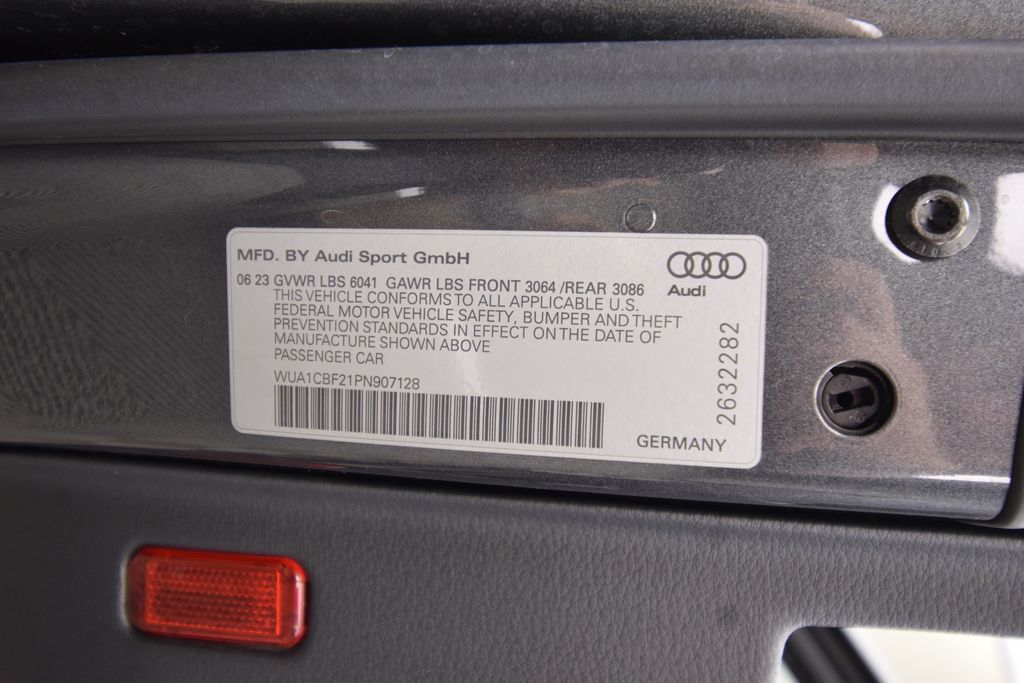 MFD. BY Audi Sport GmbH
06 23 GVWR LBS 6041 GAWR LBS FRONT 3064 /REAR 3086
THIS VEHICLE CONFORMS TO ALL APPLICABLE U.S.
FEDERAL MOTOR VEHICLE SAFETY, BUMPER AND THEFT
PREVENTION STANDARDS IN EFFECT ON THE DATE OF
MANUFACTURE SHOWN ABOVE
PASSENGER CAR
WUA1CBF21PN907128
Audi
2632282
GERMANY